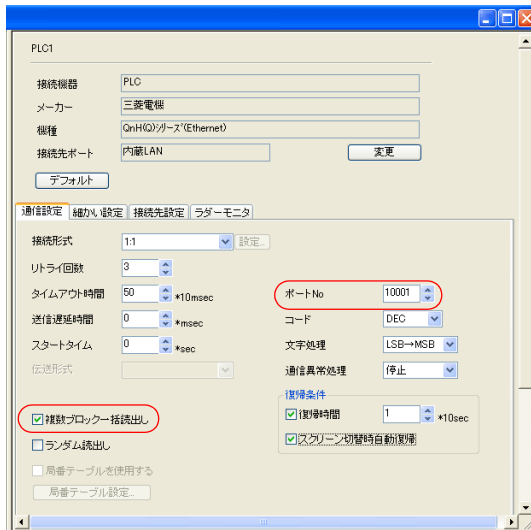 PLC1
接続機器 PLC
メーカー 三菱電機
機種 QnH(Q)シリーズ(Ethernet)
接続先ポート 内蔵LAN 変更
デフォルト
通信設定 細かい設定 接続先設定 ラダーモニタ
接続形式 1:1 設定...
リトライ回数 3
タイムアウト時間 50 *10msec ポートNo 10001
送信遅延時間 0 *msec コード DEC
スタートタイム 0 *sec 文字処理 LSB→MSB
伝送形式 通信異常処理 停止
復帰条件
複数ブロック一括読出し 復帰時間 1 *10sec
ランダム読出し スクリーン切替時自動復帰
局番テーブルを使用する
局番テーブル設定...